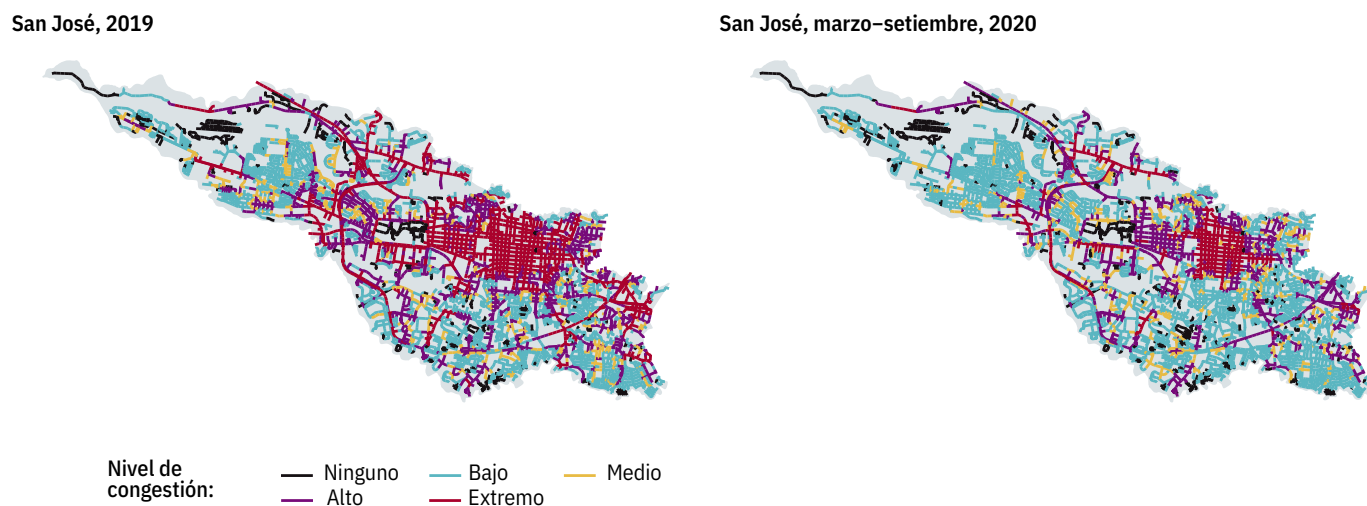 San José, 2019
San José, marzo–setiembre, 2020
Nivel de
congestión:
Ninguno
Bajo
Medio
Alto
Extremo